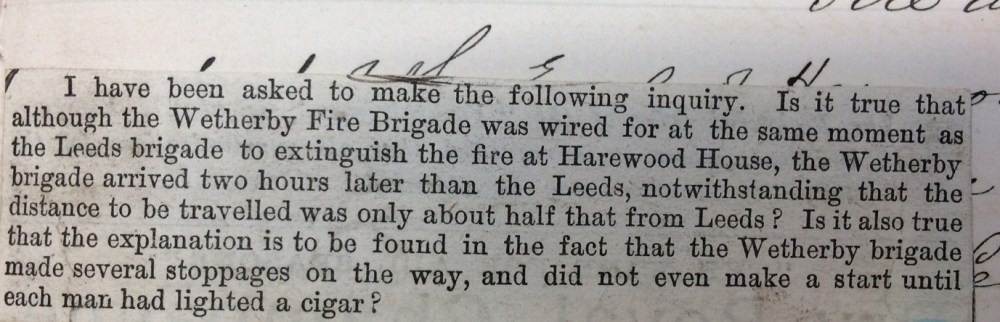 I have been asked to make the following inquiry. Is it true that
although the Wetherby Fire Brigade was wired for at the same moment as
the Leeds brigade to extinguish the fire at Harewood House, the Wetherby
brigade arrived two hours later than the Leeds, notwithstanding that the
distance to be travelled was only about half that from Leeds? Is it also true
that the explanation is to be found in the fact that the Wetherby brigade
made several stoppages on the way, and did not even make a start until
each man had lighted a cigar?